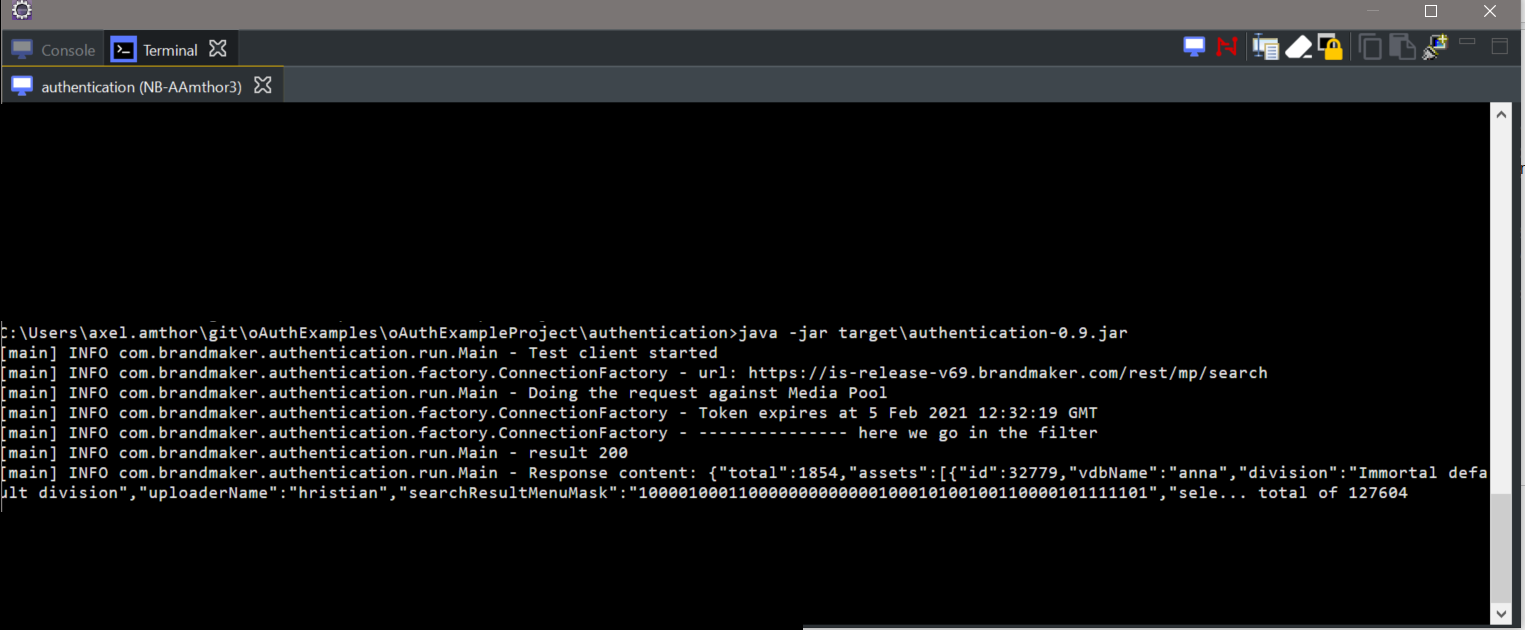 Console
Terminal
authentication (NB-AAmthor3)
C:\Users\axel.amthor\git\oAuthExamples\oAuthExampleProject\authentication>java -jar target\authentication-0.9.jar
[main] INFO com.brandmaker.authentication.run.Main - Test client started
[main] INFO com.brandmaker.authentication.factory.ConnectionFactory - url: https://is-release-v69.brandmaker.com/rest/mp/search
[main] INFO com.brandmaker.authentication.run.Main - Doing the request against Media Pool
[main] INFO com.brandmaker.authentication.factory.ConnectionFactory - Token expires at 5 Feb 2021 12:32:19 GMT
[main] INFO com.brandmaker.authentication.factory.ConnectionFactory - --------------- here we go in the filter
[main] INFO com.brandmaker.authentication.run.Main - result 200
[main] INFO com.brandmaker.authentication.run.Main - Response content: {"total":1854,"assets":[{"id":32779,"vdbName":"anna","division":"Immortal defa
ult division","uploaderName":"hristian","searchResultMenuMask":"100001000110000000000000100010100100110000101111101","sele... total of 127604